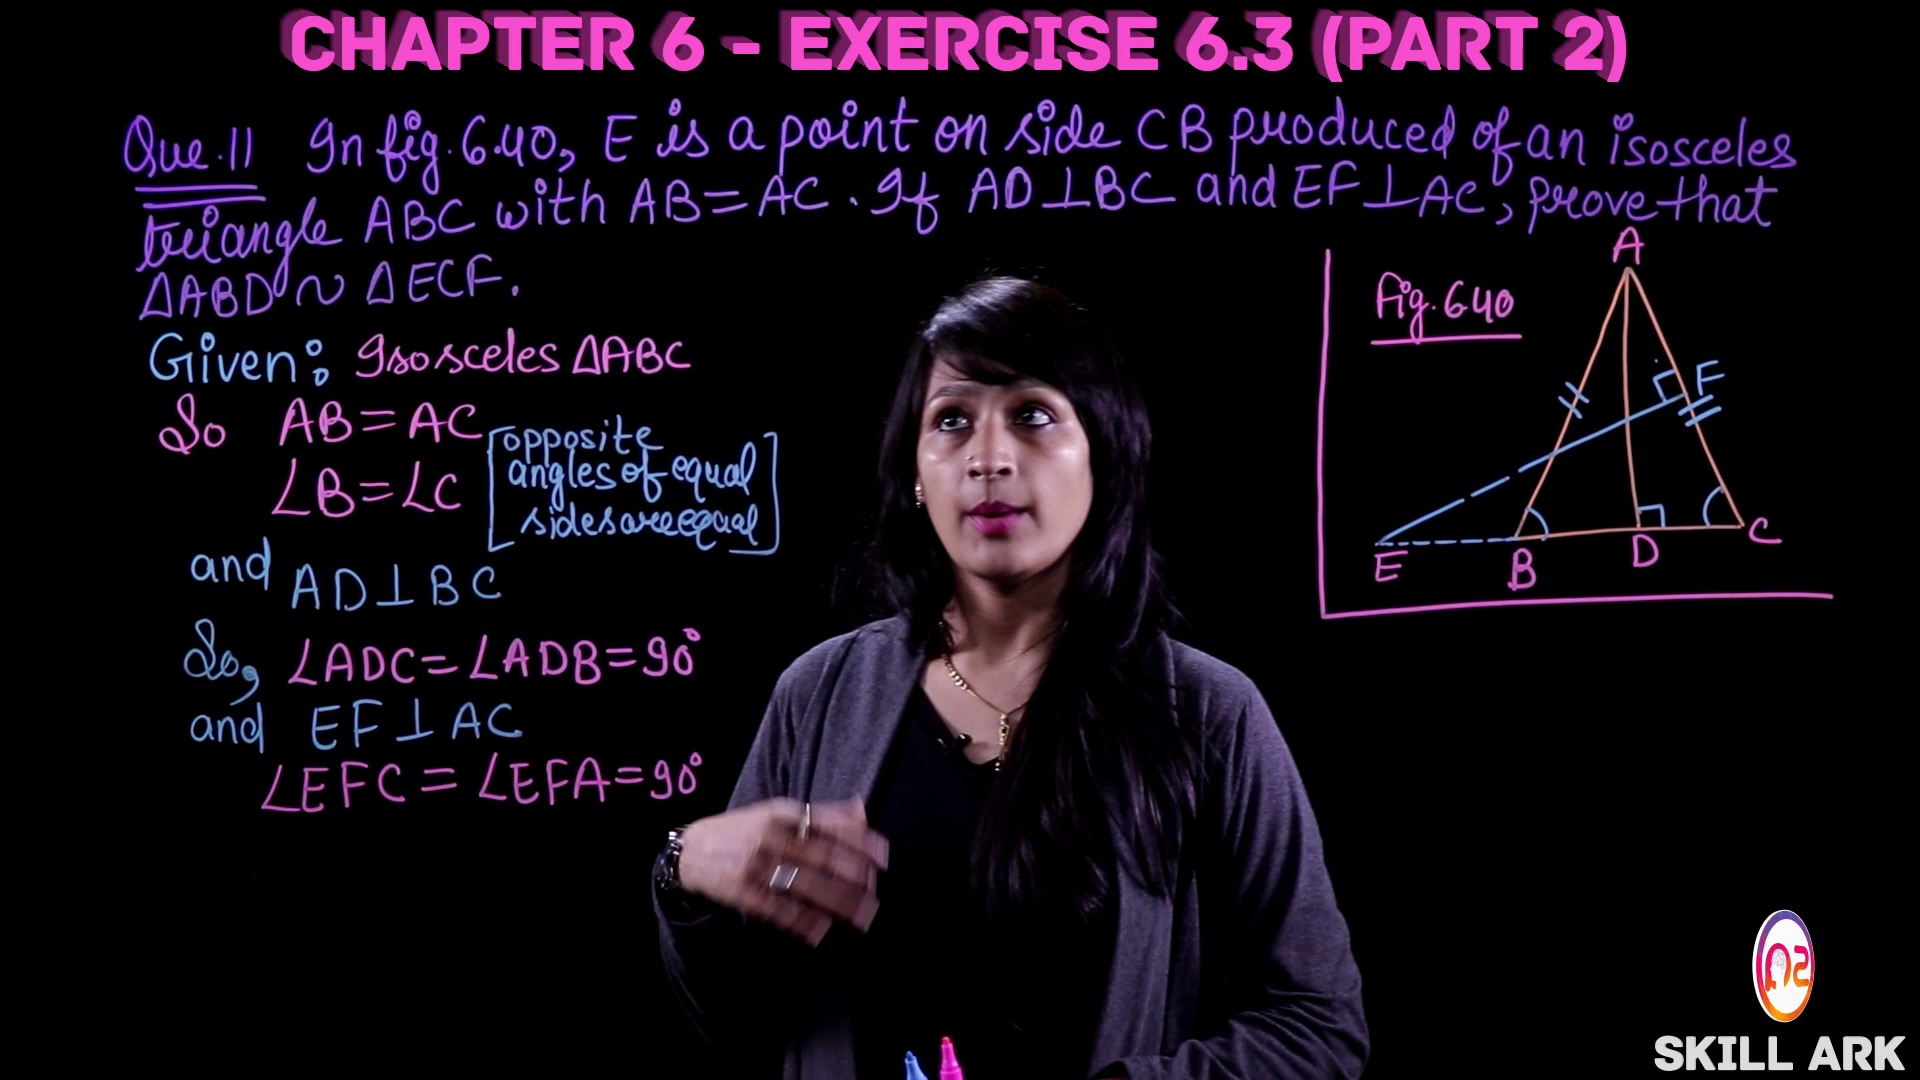 CHAPTER 6 - EXERCISE 6.3 (PART 2)
Que.11 In fig. 6.40, E is a point on side CB produced of an isosceles
triangle ABC with AB=AC. If AD⊥BC and EF⊥AC, prove that
ΔABD ~ ΔECF.
Given: Isosceles ΔABC
So AB = AC
∠B = ∠C
[opposite
angles of equal
sides are equal]
and AD⊥BC
So, ∠ADC = ∠ADB = 90°
and EF⊥AC
∠EFC = ∠EFA = 90°
Fig. 6.40
A
F
E
B
D
C
SKILL ARK